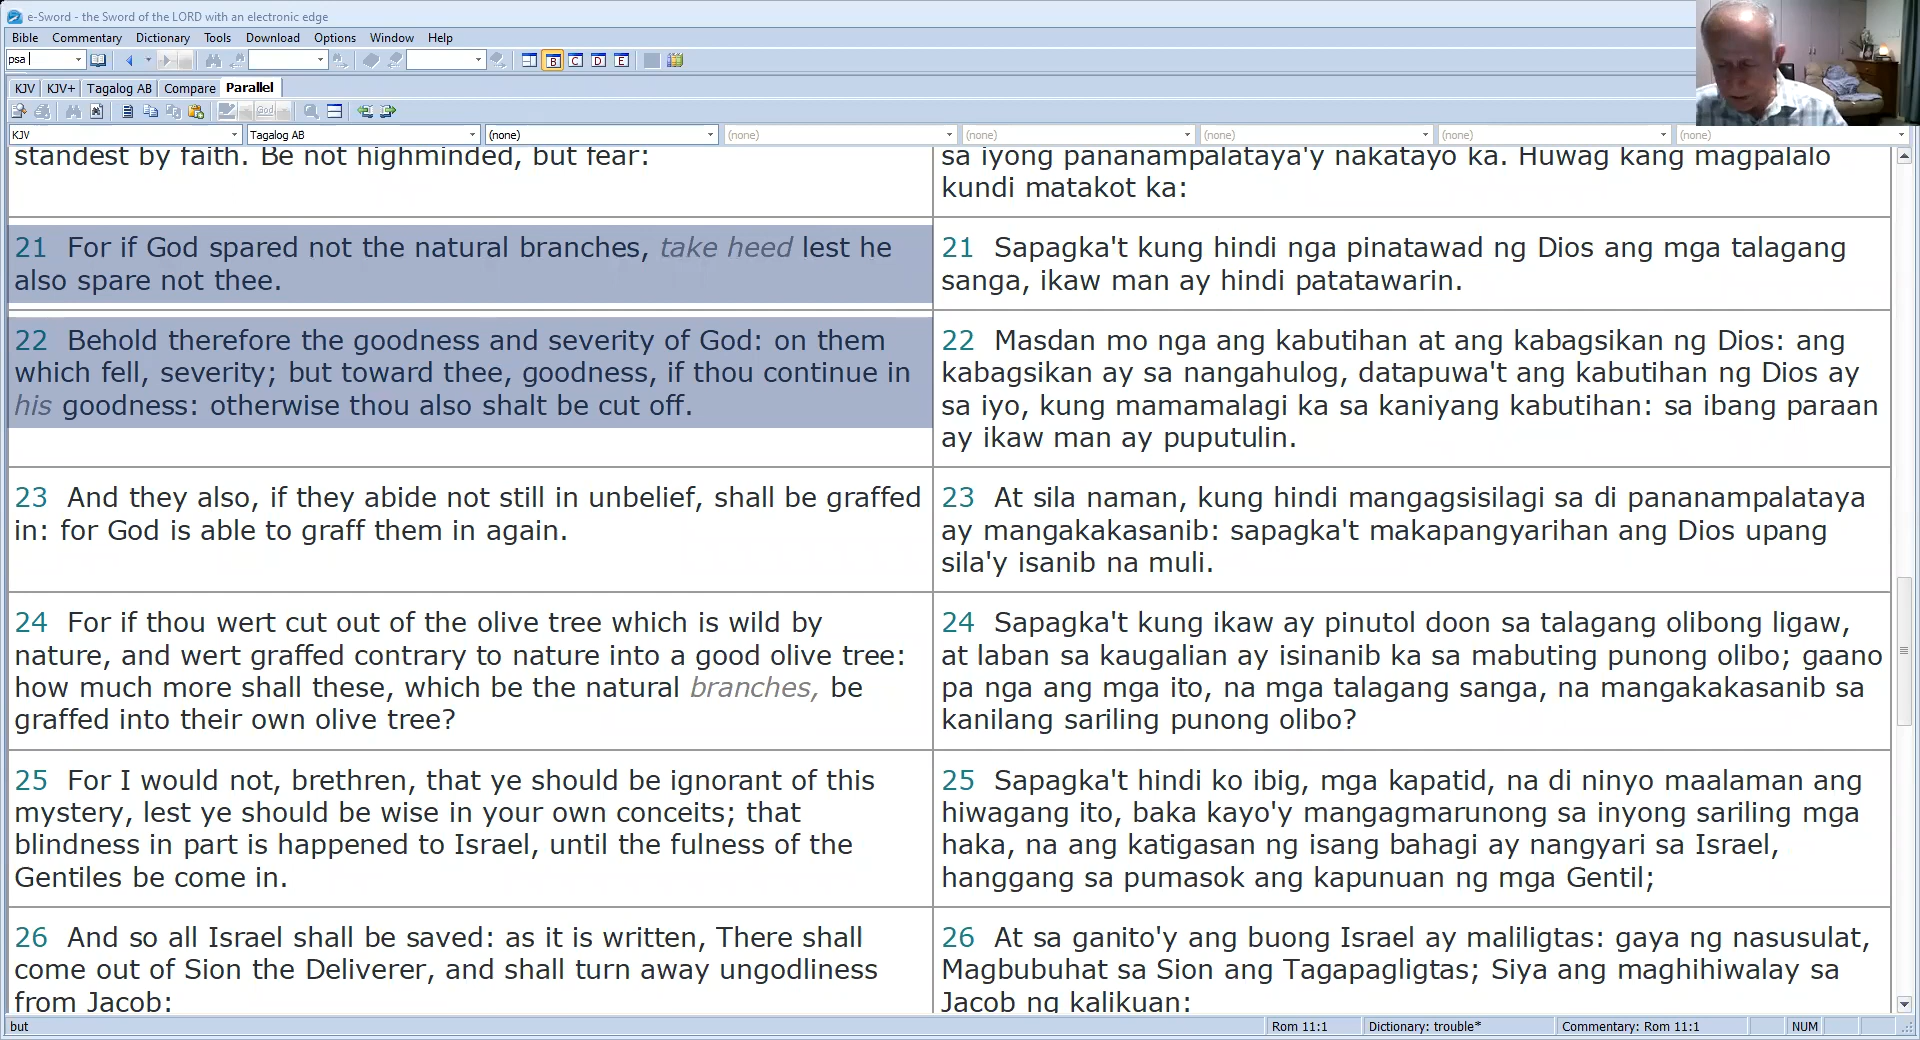 e-Sword - the Sword of the LORD with an electronic edge
Bible Commentary Dictionary Tools Download Options Window Help
psa
B C D E
KJV KJV+ Tagalog AB Compare Parallel
God
KJV Tagalog AB (none) (none) (none) (none) (none) (none)
standest by faith. Be not highminded, but fear:
21 For if God spared not the natural branches, take heed lest he
also spare not thee.
22 Behold therefore the goodness and severity of God: on them
which fell, severity; but toward thee, goodness, if thou continue in
his goodness: otherwise thou also shalt be cut off.
23 And they also, if they abide not still in unbelief, shall be graffed
in: for God is able to graff them in again.
24 For if thou wert cut out of the olive tree which is wild by
nature, and wert graffed contrary to nature into a good olive tree:
how much more shall these, which be the natural branches, be
graffed into their own olive tree?
25 For I would not, brethren, that ye should be ignorant of this
mystery, lest ye should be wise in your own conceits; that
blindness in part is happened to Israel, until the fulness of the
Gentiles be come in.
26 And so all Israel shall be saved: as it is written, There shall
come out of Sion the Deliverer, and shall turn away ungodliness
from Jacob:
sa iyong pananampalataya'y nakatayo ka. Huwag kang magpalalo
kundi matakot ka:
21 Sapagka't kung hindi nga pinatawad ng Dios ang mga talagang
sanga, ikaw man ay hindi patatawarin.
22 Masdan mo nga ang kabutihan at ang kabagsikan ng Dios: ang
kabagsikan ay sa nangahulog, datapuwa't ang kabutihan ng Dios ay
sa iyo, kung mamamalagi ka sa kaniyang kabutihan: sa ibang paraan
ay ikaw man ay puputulin.
23 At sila naman, kung hindi mangagsisilagi sa di pananampalataya
ay mangakakasanib: sapagka't makapangyarihan ang Dios upang
sila'y isanib na muli.
24 Sapagka't kung ikaw ay pinutol doon sa talagang olibong ligaw,
at laban sa kaugalian ay isinanib ka sa mabuting punong olibo; gaano
pa nga ang mga ito, na mga talagang sanga, na mangakakasanib sa
kanilang sariling punong olibo?
25 Sapagka't hindi ko ibig, mga kapatid, na di ninyo maalaman ang
hiwagang ito, baka kayo'y mangagmarunong sa inyong sariling mga
haka, na ang katigasan ng isang bahagi ay nangyari sa Israel,
hanggang sa pumasok ang kapunuan ng mga Gentil;
26 At sa ganito'y ang buong Israel ay maliligtas: gaya ng nasusulat,
Magbubuhat sa Sion ang Tagapagligtas; Siya ang maghihiwalay sa
Jacob ng kalikuan:
but Rom 11:1 Dictionary: trouble* Commentary: Rom 11:1 NUM